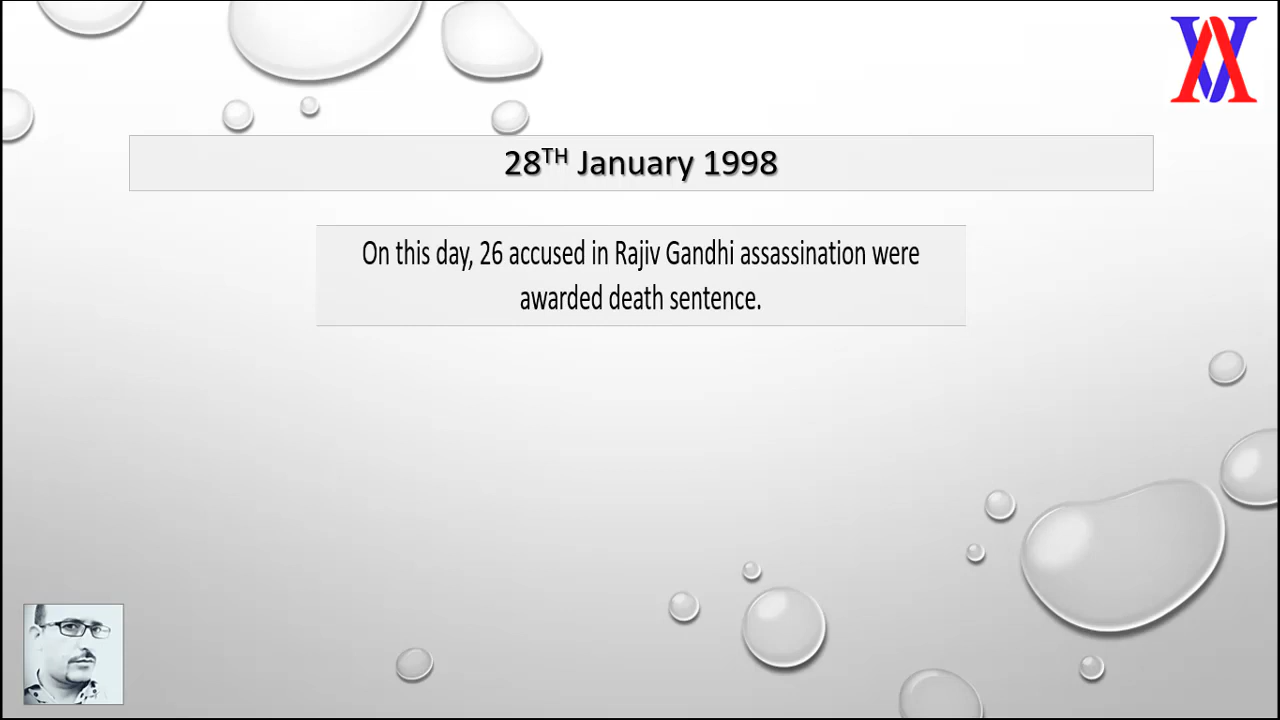 28TH January 1998
On this day, 26 accused in Rajiv Gandhi assassination were
awarded death sentence.